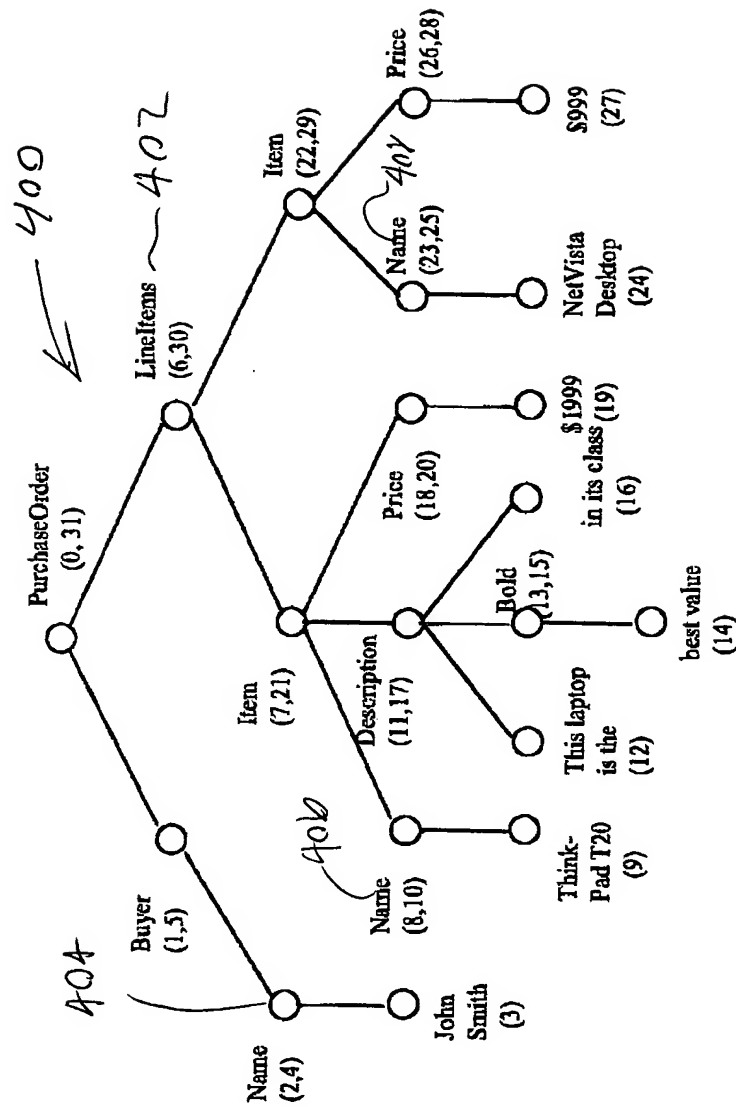 400
PurchaseOrder
(0, 31)
LineItems
(6,30)
402
Buyer
(1,5)
404
Name
(2,4)
John
Smith
(3)
Item
(7,21)
Item
(22,29)
406
Name
(8,10)
Think-
Pad T20
(9)
Description
(11,17)
This laptop
is the
(12)
Bold
(13,15)
best value
(14)
in its class
(16)
Price
(18,20)
$1999
(19)
Name
(23,25)
408
NetVista
Desktop
(24)
Price
(26,28)
$999
(27)